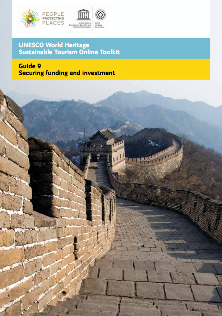 PEOPLE
PROTECTING
PLACES
UNESCO World Heritage
Sustainable Tourism Online Toolkit
Guide 9
Securing funding and investment